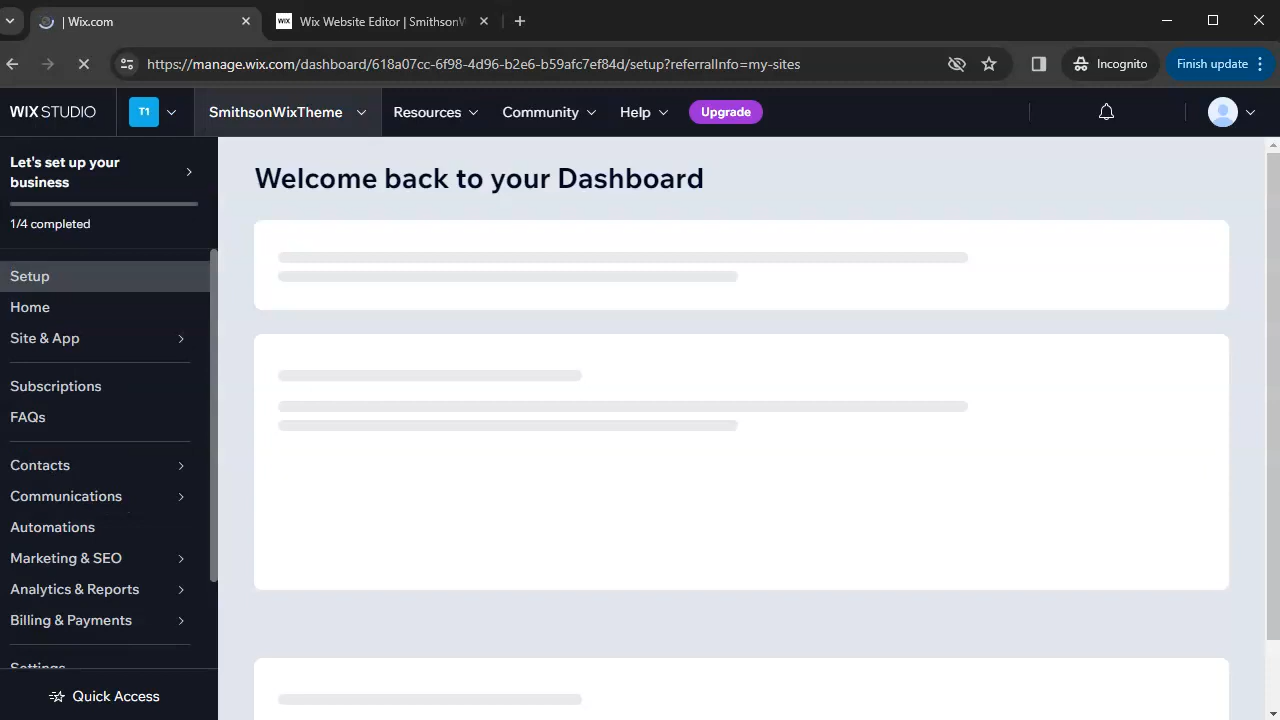 | Wix.com
WIX Wix Website Editor | Smithson
https://manage.wix.com/dashboard/618a07cc-6f98-4d96-b2e6-b59afc7ef84d/setup?referralInfo=my-sites
Incognito
Finish update
WIX STUDIO
T1
SmithsonWixTheme
Resources
Community
Help
Upgrade
Let's set up your
business
1/4 completed
Setup
Home
Site & App
Subscriptions
FAQs
Contacts
Communications
Automations
Marketing & SEO
Analytics & Reports
Billing & Payments
Settings
Quick Access
Welcome back to your Dashboard